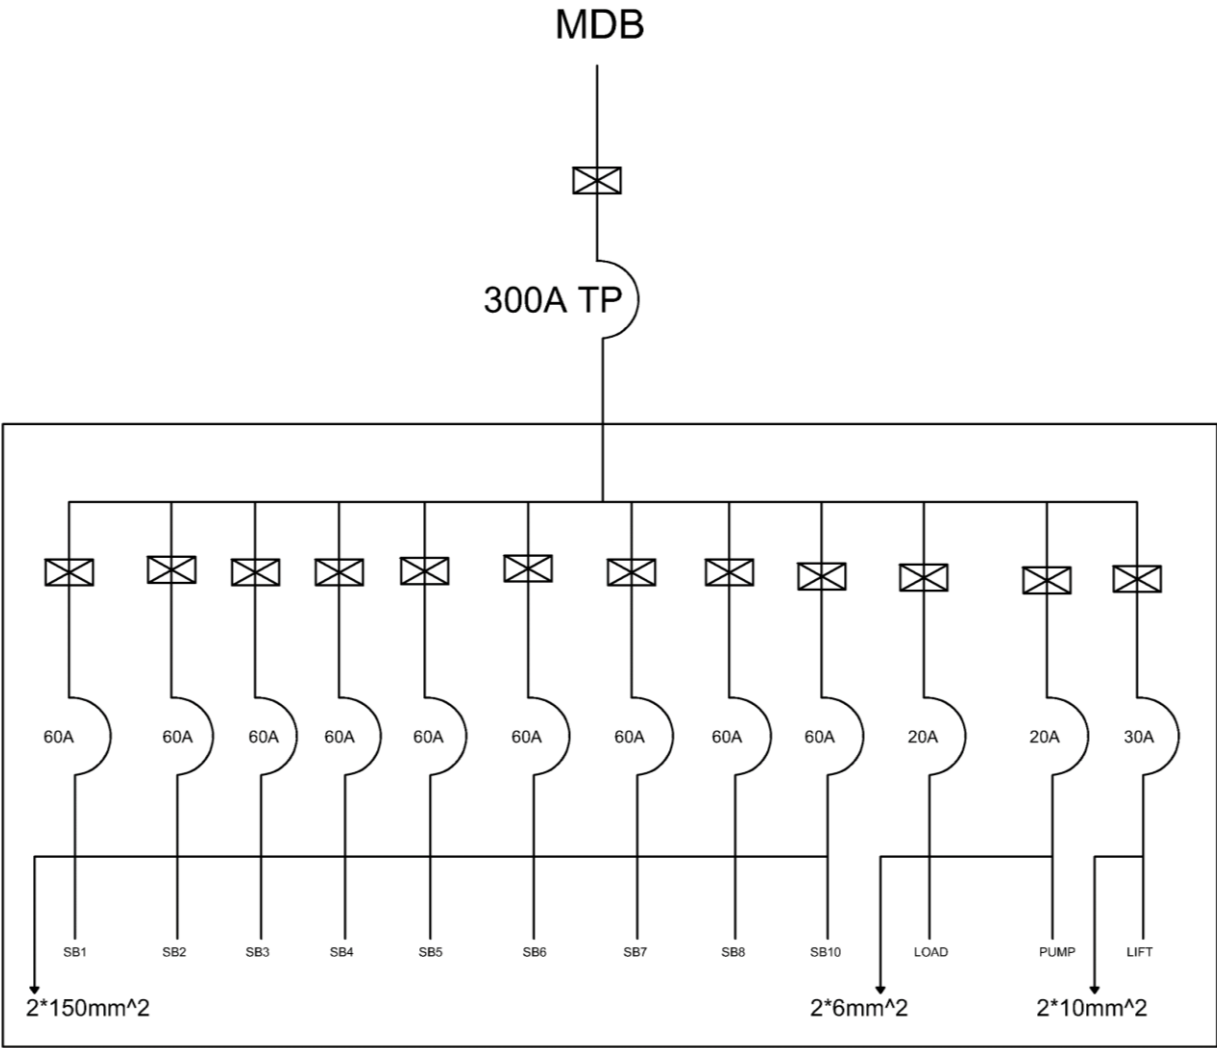 MDB
300A TP
60A 60A 60A 60A 60A 60A 60A 60A 60A 20A 20A 30A
SB1 SB2 SB3 SB4 SB5 SB6 SB7 SB8 SB10 LOAD PUMP LIFT
2*150mm^2 2*6mm^2 2*10mm^2